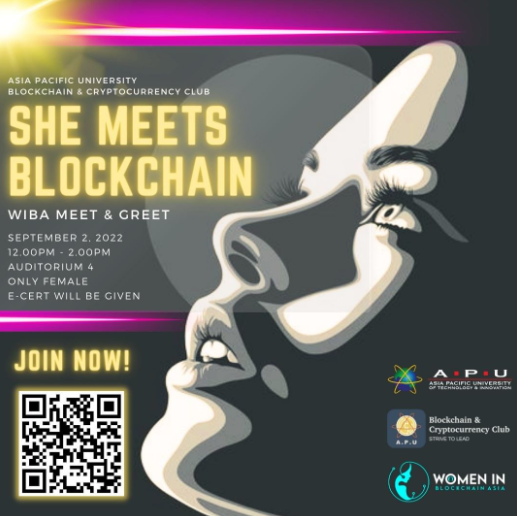 ASIA PACIFIC UNIVERSITY
BLOCKCHAIN & CRYPTOCURRENCY CLUB
SHE MEETS
BLOCKCHAIN
WIBA MEET & GREET
SEPTEMBER 2, 2022
12.00PM - 2.00PM
AUDITORIUM 4
ONLY FEMALE
E-CERT WILL BE GIVEN
JOIN NOW!
A·P·U
ASIA PACIFIC UNIVERSITY
OF TECHNOLOGY & INNOVATION
A.P.U
Blockchain &
Cryptocurrency Club
STRIVE TO LEAD
WOMEN IN
BLOCKCHAIN ASIA